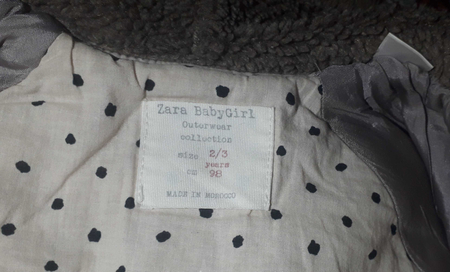 Zara BabyGirl
Outerwear
collection
size 2/3
years
cm 98
MADE IN MOROCCO